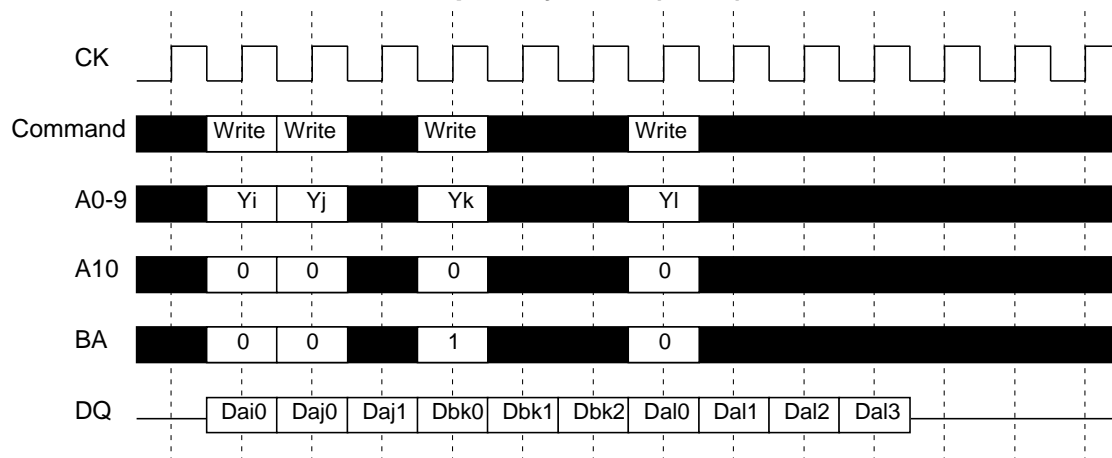 CK
Command Write Write Write Write
A0-9 Yi Yj Yk Yl
A10 0 0 0 0
BA 0 0 1 0
DQ Dai0 Daj0 Daj1 Dbk0 Dbk1 Dbk2 Dal0 Dal1 Dal2 Dal3